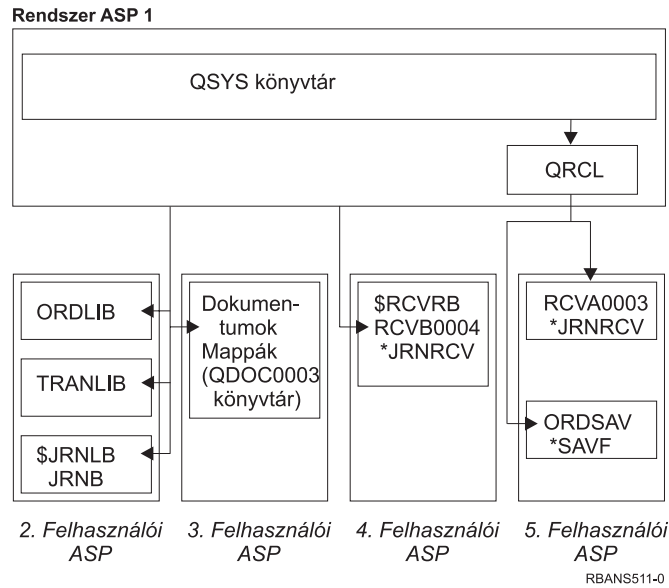 Rendszer ASP 1
QSYS könyvtár
QRCL
ORDLIB
TRANLIB
$JRNLB
JRNB
Dokumen-
tumok
Mappák
(QDOC0003
könyvtár)
$RCVRB
RCVB0004
*JRNRCV
RCVA0003
*JRNRCV
ORDSAV
*SAVF
2. Felhasználói
ASP
3. Felhasználói
ASP
4. Felhasználói
ASP
5. Felhasználói
ASP
RBANS511-0